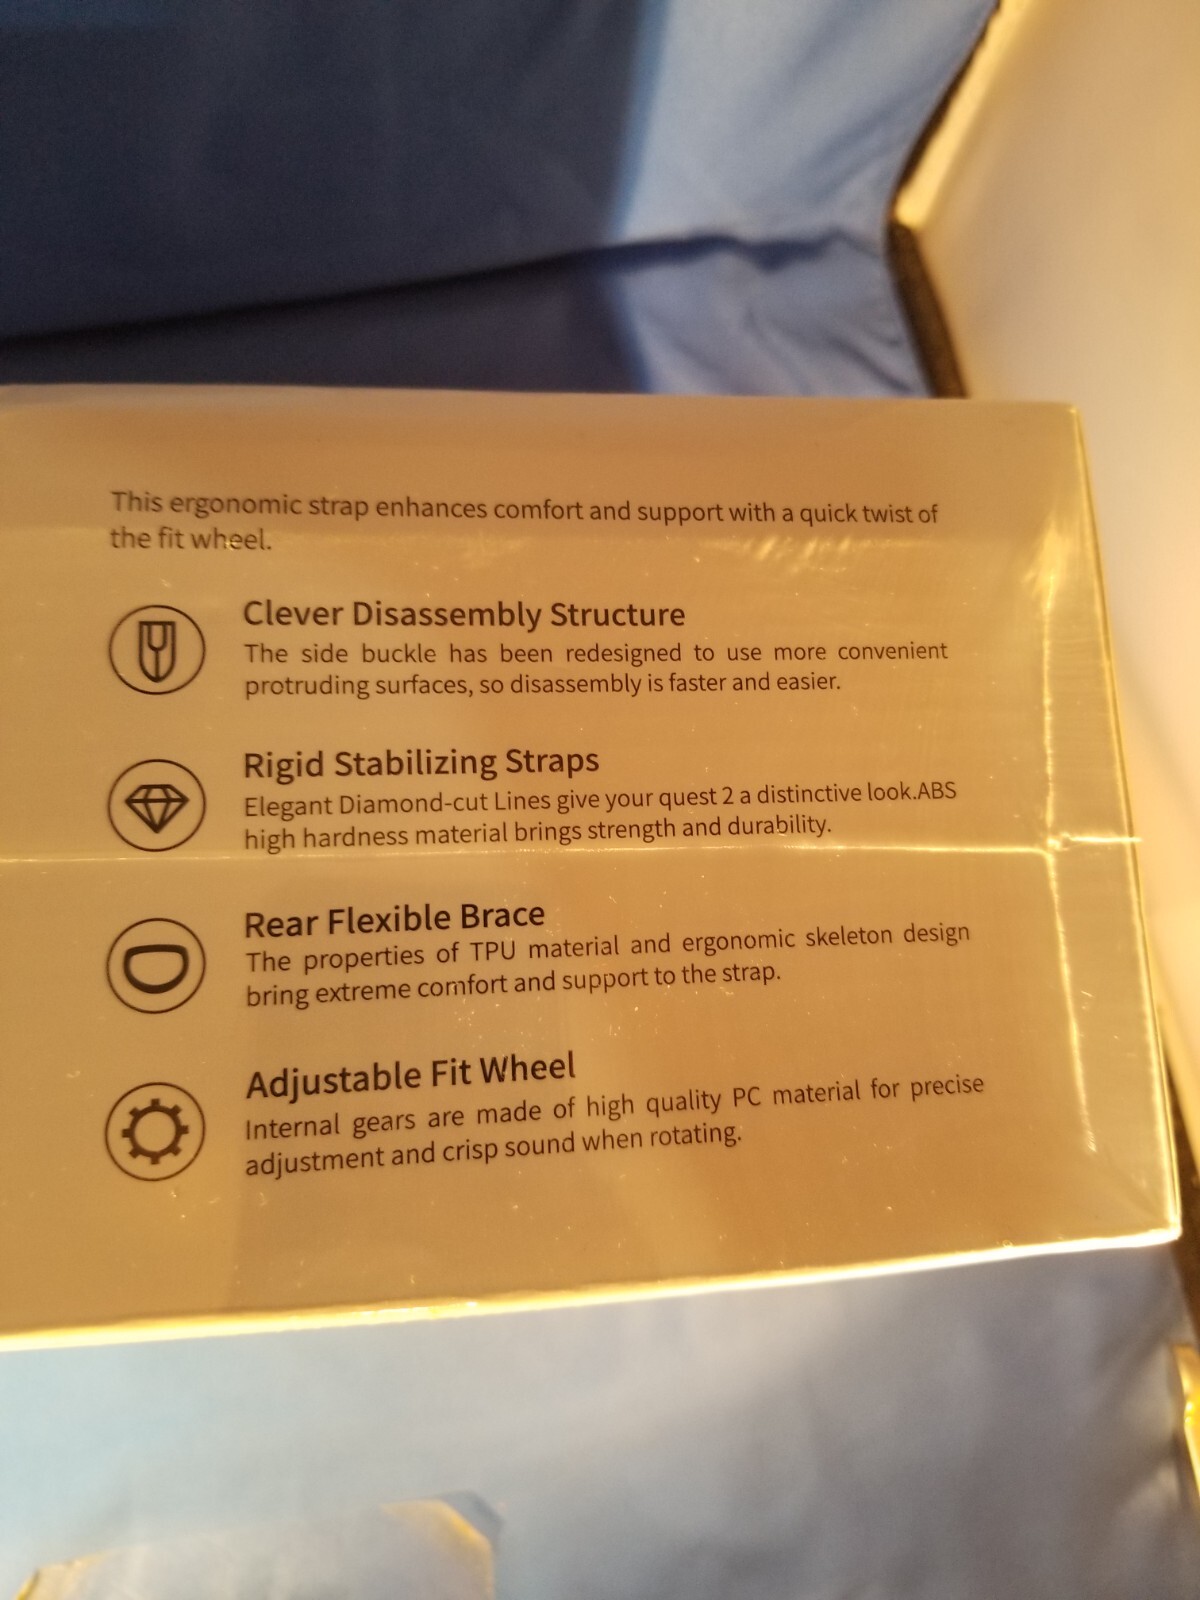 This ergonomic strap enhances comfort and support with a quick twist of
the fit wheel.
Clever Disassembly Structure
The side buckle has been redesigned to use more convenient
protruding surfaces, so disassembly is faster and easier.
Rigid Stabilizing Straps
Elegant Diamond-cut Lines give your quest 2 a distinctive look.ABS
high hardness material brings strength and durability.
Rear Flexible Brace
The properties of TPU material and ergonomic skeleton design
bring extreme comfort and support to the strap.
Adjustable Fit Wheel
Internal gears are made of high quality PC material for precise
adjustment and crisp sound when rotating.